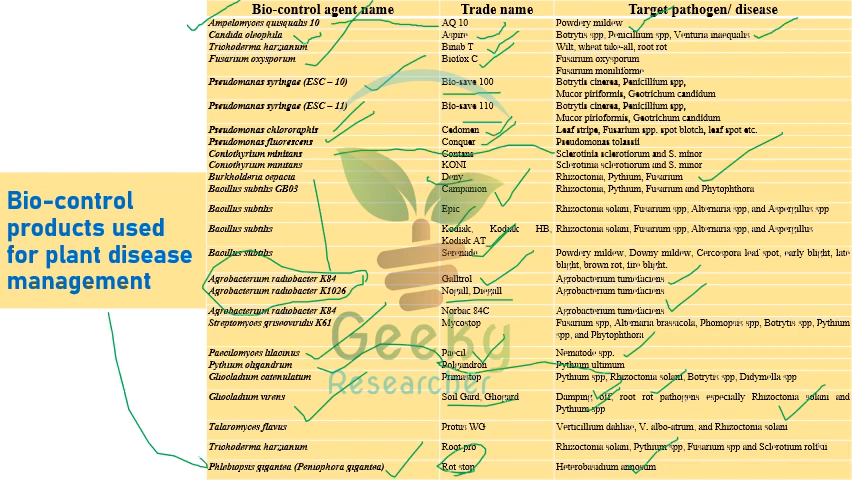 Bio-control agent name Trade name Target pathogen/ disease
Ampelomyces quisqualis 10 AQ 10 Powdery mildew
Candida oleophila Aspire Botrytis spp, Penicillium spp, Venturia inaequalis
Trichoderma harzianum Binab T Wilt, wheat take-all, root rot
Fusarium oxysporum Biofox C Fusarium oxysporum
Fusarium moniliforme
Pseudomonas syringae (ESC – 10) Bio-save 100 Botrytis cinerea, Penicillium spp,
Mucor piriformis, Geotrichum candidum
Pseudomonas syringae (ESC – 11) Bio-save 110 Botrytis cinerea, Penicillium spp,
Mucor pirioformis, Geotrichum candidum
Pseudomonas chlororaphis Cedomon Leaf stripe, Fusarium spp. spot blotch, leaf spot etc.
Pseudomonas fluorescens Conquer Pseudomonas tolassii
Coniothyrium minitans Contans Sclerotinia sclerotiorum and S. minor
Coniothyrium minitans KONI Sclerotinia sclerotiorum and S. minor
Burkholderia cepacia Deny Rhizoctonia, Pythium, Fusarium
Bacillus subtilis GB03 Campanion Rhizoctonia, Pythium, Fusarium and Phytophthora
Bacillus subtilis Epic Rhizoctonia solani, Fusarium spp, Alternaria spp, and Aspergillus spp
Bacillus subtilis Kodiak, Kodiak HB, Rhizoctonia solani, Fusarium spp, Alternaria spp, and Aspergillus
Kodiak AT
Bacillus subtilis Serenade Powdery mildew, Downy mildew, Cercospora leaf spot, early blight, late
blight, brown rot, fire blight.
Agrobacterium radiobacter K84 Galltrol Agrobacterium tumefaciens
Agrobacterium radiobacter K1026 Nogall, Diegall Agrobacterium tumefaciens
Agrobacterium radiobacter K84 Norbac 84C Agrobacterium tumefaciens
Streptomyces griseoviridis K61 Mycostop Fusarium spp, Alternaria brassicola, Phomopsis spp, Botrytis spp, Pythium
spp, and Phytophthora
Paecilomyces lilacinus Paecil Nematode spp.
Pythium oligandrum Poligandron Pythium ultimum
Gliocladium catenulatum Primastop Pythium spp, Rhizoctonia solani, Botrytis spp, Didymella spp
Gliocladium virens Soil Gard, Gliogard Damping off, root rot pathogens especially Rhizoctonia solani and
Pythium spp
Talaromyces flavus Protus WG Verticillium dahliae, V. albo-atrum, and Rhizoctonia solani
Trichoderma harzianum Root pro Rhizoctonia solani, Pythium spp, Fusarium spp and Sclerotium rolfsii
Phlebiopsis gigantea (Peniophora gigantea) Rot stop Heterobasidium annosum
Bio-control
products used
for plant disease
management
Geeky
Researcher